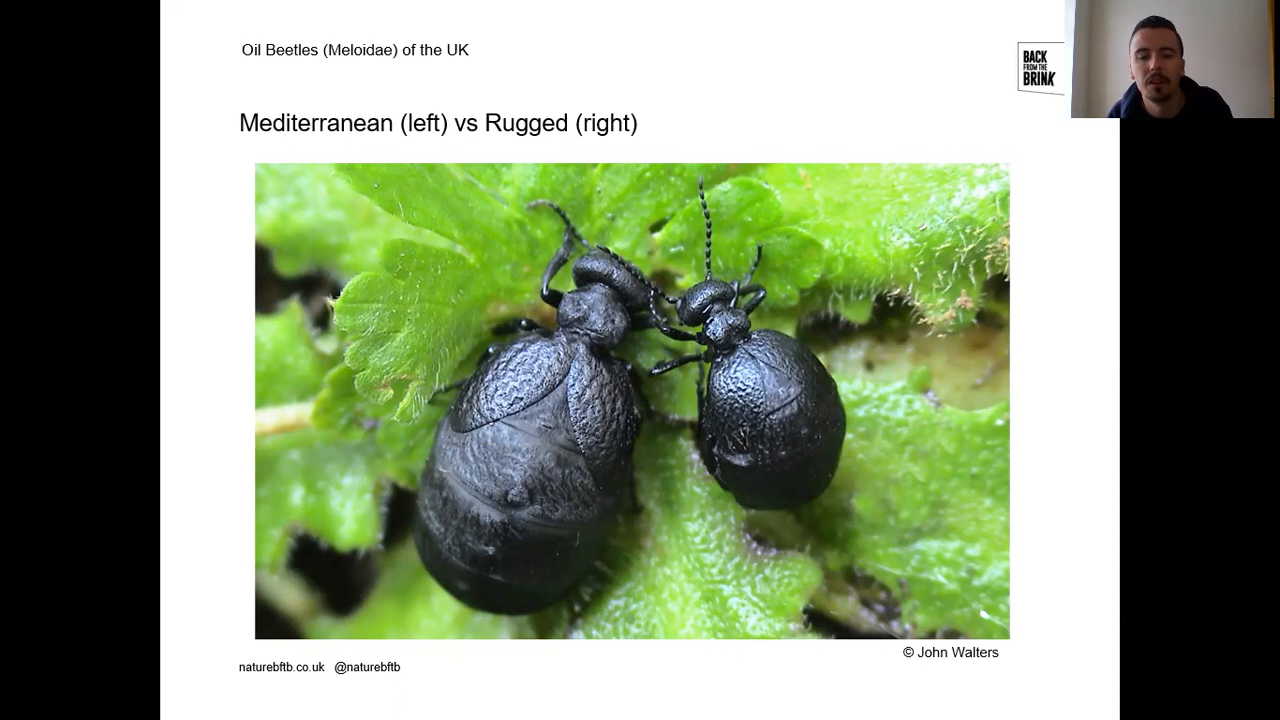 Oil Beetles (Meloidae) of the UK
BACK
FROM THE
BRINK
Mediterranean (left) vs Rugged (right)
© John Walters
naturebftb.co.uk @naturebftb